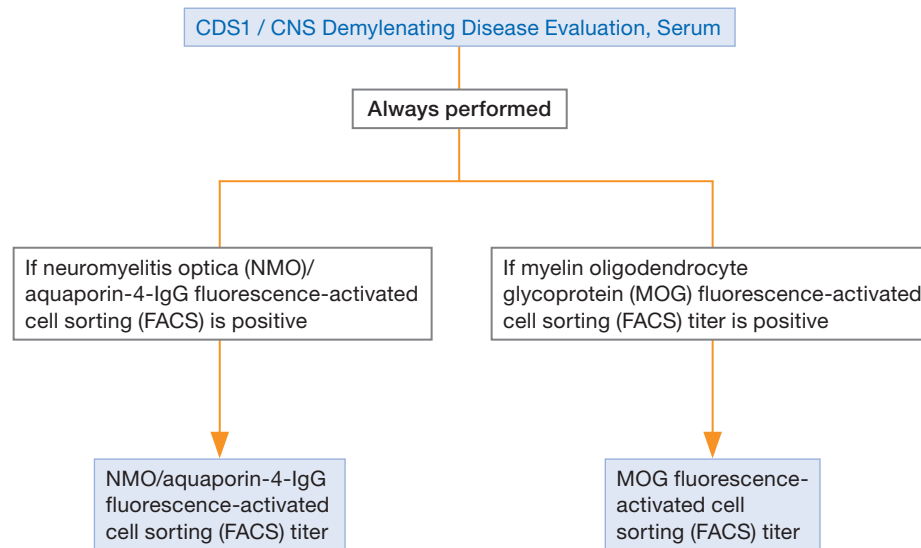 CDS1 / CNS Demylenating Disease Evaluation, Serum
Always performed
If neuromyelitis optica (NMO)/
aquaporin-4-IgG fluorescence-activated
cell sorting (FACS) is positive
If myelin oligodendrocyte
glycoprotein (MOG) fluorescence-activated
cell sorting (FACS) titer is positive
NMO/aquaporin-4-IgG
fluorescence-activated
cell sorting (FACS) titer
MOG fluorescence-
activated cell
sorting (FACS) titer